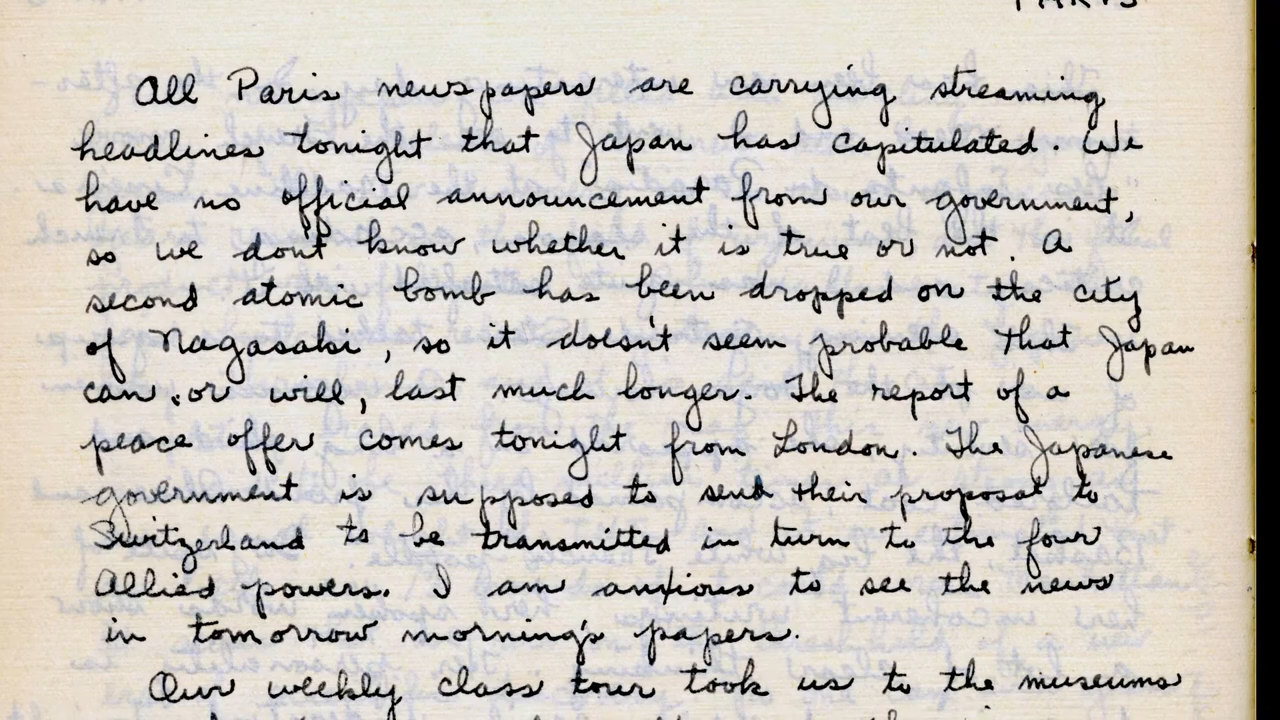 PARIS
All Paris newspapers are carrying streaming
headlines tonight that Japan has capitulated. We
have no official announcement from our government,
so we don't know whether it is true or not. A
second atomic bomb has been dropped on the city
of Nagasaki, so it doesn't seem probable that Japan
can, or will, last much longer. The report of a
peace offer comes tonight from London. The Japanese
government is supposed to send their proposal to
Switzerland to be transmitted in turn to the four
Allied powers. I am anxious to see the news
in tomorrow morning's papers.
Our weekly class tour took us to the museums